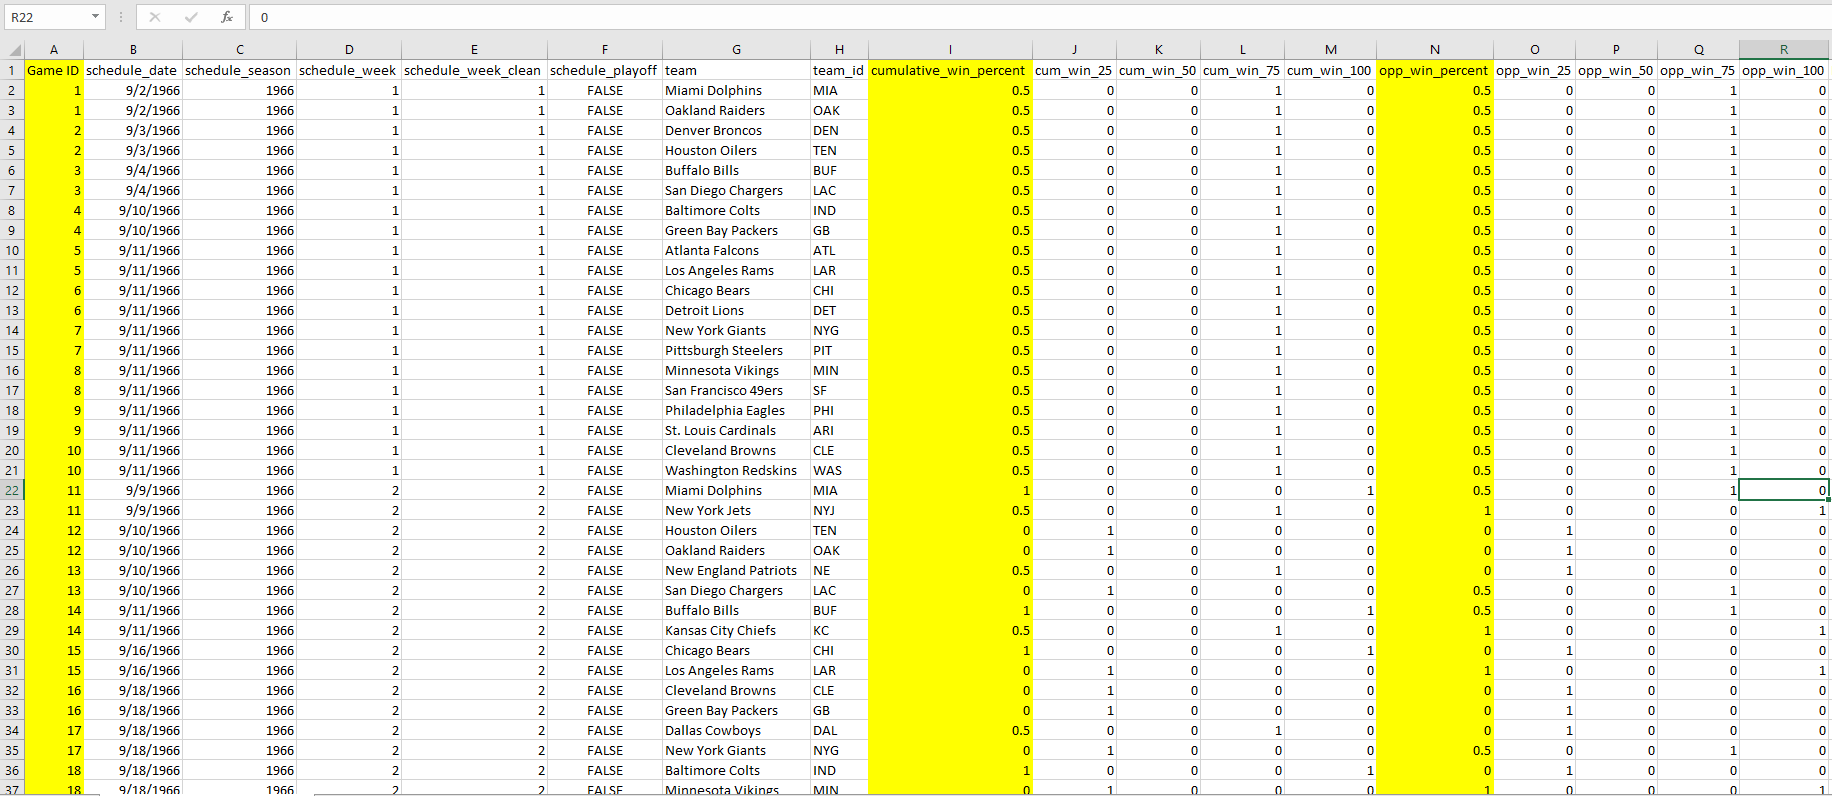 R22 fx 0
A B C D E F G H I J K L M N O P Q R
1 Game ID schedule_date schedule_season schedule_week schedule_week_clean schedule_playoff team team_id cumulative_win_percent cum_win_25 cum_win_50 cum_win_75 cum_win_100 opp_win_percent opp_win_25 opp_win_50 opp_win_75 opp_win_100
2 1 9/2/1966 1966 1 1 FALSE Miami Dolphins MIA 0.5 0 0 1 0 0.5 0 0 1 0
3 1 9/2/1966 1966 1 1 FALSE Oakland Raiders OAK 0.5 0 0 1 0 0.5 0 0 1 0
4 2 9/3/1966 1966 1 1 FALSE Denver Broncos DEN 0.5 0 0 1 0 0.5 0 0 1 0
5 2 9/3/1966 1966 1 1 FALSE Houston Oilers TEN 0.5 0 0 1 0 0.5 0 0 1 0
6 3 9/4/1966 1966 1 1 FALSE Buffalo Bills BUF 0.5 0 0 1 0 0.5 0 0 1 0
7 3 9/4/1966 1966 1 1 FALSE San Diego Chargers LAC 0.5 0 0 1 0 0.5 0 0 1 0
8 4 9/10/1966 1966 1 1 FALSE Baltimore Colts IND 0.5 0 0 1 0 0.5 0 0 1 0
9 4 9/10/1966 1966 1 1 FALSE Green Bay Packers GB 0.5 0 0 1 0 0.5 0 0 1 0
10 5 9/11/1966 1966 1 1 FALSE Atlanta Falcons ATL 0.5 0 0 1 0 0.5 0 0 1 0
11 5 9/11/1966 1966 1 1 FALSE Los Angeles Rams LAR 0.5 0 0 1 0 0.5 0 0 1 0
12 6 9/11/1966 1966 1 1 FALSE Chicago Bears CHI 0.5 0 0 1 0 0.5 0 0 1 0
13 6 9/11/1966 1966 1 1 FALSE Detroit Lions DET 0.5 0 0 1 0 0.5 0 0 1 0
14 7 9/11/1966 1966 1 1 FALSE New York Giants NYG 0.5 0 0 1 0 0.5 0 0 1 0
15 7 9/11/1966 1966 1 1 FALSE Pittsburgh Steelers PIT 0.5 0 0 1 0 0.5 0 0 1 0
16 8 9/11/1966 1966 1 1 FALSE Minnesota Vikings MIN 0.5 0 0 1 0 0.5 0 0 1 0
17 8 9/11/1966 1966 1 1 FALSE San Francisco 49ers SF 0.5 0 0 1 0 0.5 0 0 1 0
18 9 9/11/1966 1966 1 1 FALSE Philadelphia Eagles PHI 0.5 0 0 1 0 0.5 0 0 1 0
19 9 9/11/1966 1966 1 1 FALSE St. Louis Cardinals ARI 0.5 0 0 1 0 0.5 0 0 1 0
20 10 9/11/1966 1966 1 1 FALSE Cleveland Browns CLE 0.5 0 0 1 0 0.5 0 0 1 0
21 10 9/11/1966 1966 1 1 FALSE Washington Redskins WAS 0.5 0 0 1 0 0.5 0 0 1 0
22 11 9/9/1966 1966 2 2 FALSE Miami Dolphins MIA 1 0 0 0 1 0.5 0 0 1 0
23 11 9/9/1966 1966 2 2 FALSE New York Jets NYJ 0.5 0 0 1 0 1 0 0 0 1
24 12 9/10/1966 1966 2 2 FALSE Houston Oilers TEN 0 1 0 0 0 0 1 0 0 0
25 12 9/10/1966 1966 2 2 FALSE Oakland Raiders OAK 0 1 0 0 0 0 1 0 0 0
26 13 9/10/1966 1966 2 2 FALSE New England Patriots NE 0.5 0 0 1 0 0 1 0 0 0
27 13 9/10/1966 1966 2 2 FALSE San Diego Chargers LAC 0 1 0 0 0 0.5 0 0 1 0
28 14 9/11/1966 1966 2 2 FALSE Buffalo Bills BUF 1 0 0 0 1 0.5 0 0 1 0
29 14 9/11/1966 1966 2 2 FALSE Kansas City Chiefs KC 0.5 0 0 1 0 1 0 0 0 1
30 15 9/16/1966 1966 2 2 FALSE Chicago Bears CHI 1 0 0 0 1 0 1 0 0 0
31 15 9/16/1966 1966 2 2 FALSE Los Angeles Rams LAR 0 1 0 0 0 1 0 0 0 1
32 16 9/18/1966 1966 2 2 FALSE Cleveland Browns CLE 0 1 0 0 0 0 1 0 0 0
33 16 9/18/1966 1966 2 2 FALSE Green Bay Packers GB 0 1 0 0 0 0 1 0 0 0
34 17 9/18/1966 1966 2 2 FALSE Dallas Cowboys DAL 0.5 0 0 1 0 0 1 0 0 0
35 17 9/18/1966 1966 2 2 FALSE New York Giants NYG 0 1 0 0 0 0.5 0 0 1 0
36 18 9/18/1966 1966 2 2 FALSE Baltimore Colts IND 1 0 0 0 1 0 1 0 0 0
37 18 9/18/1966 1966 2 2 FALSE Minnesota Vikings MIN 0 1 0 0 0 1 0 0 0 1